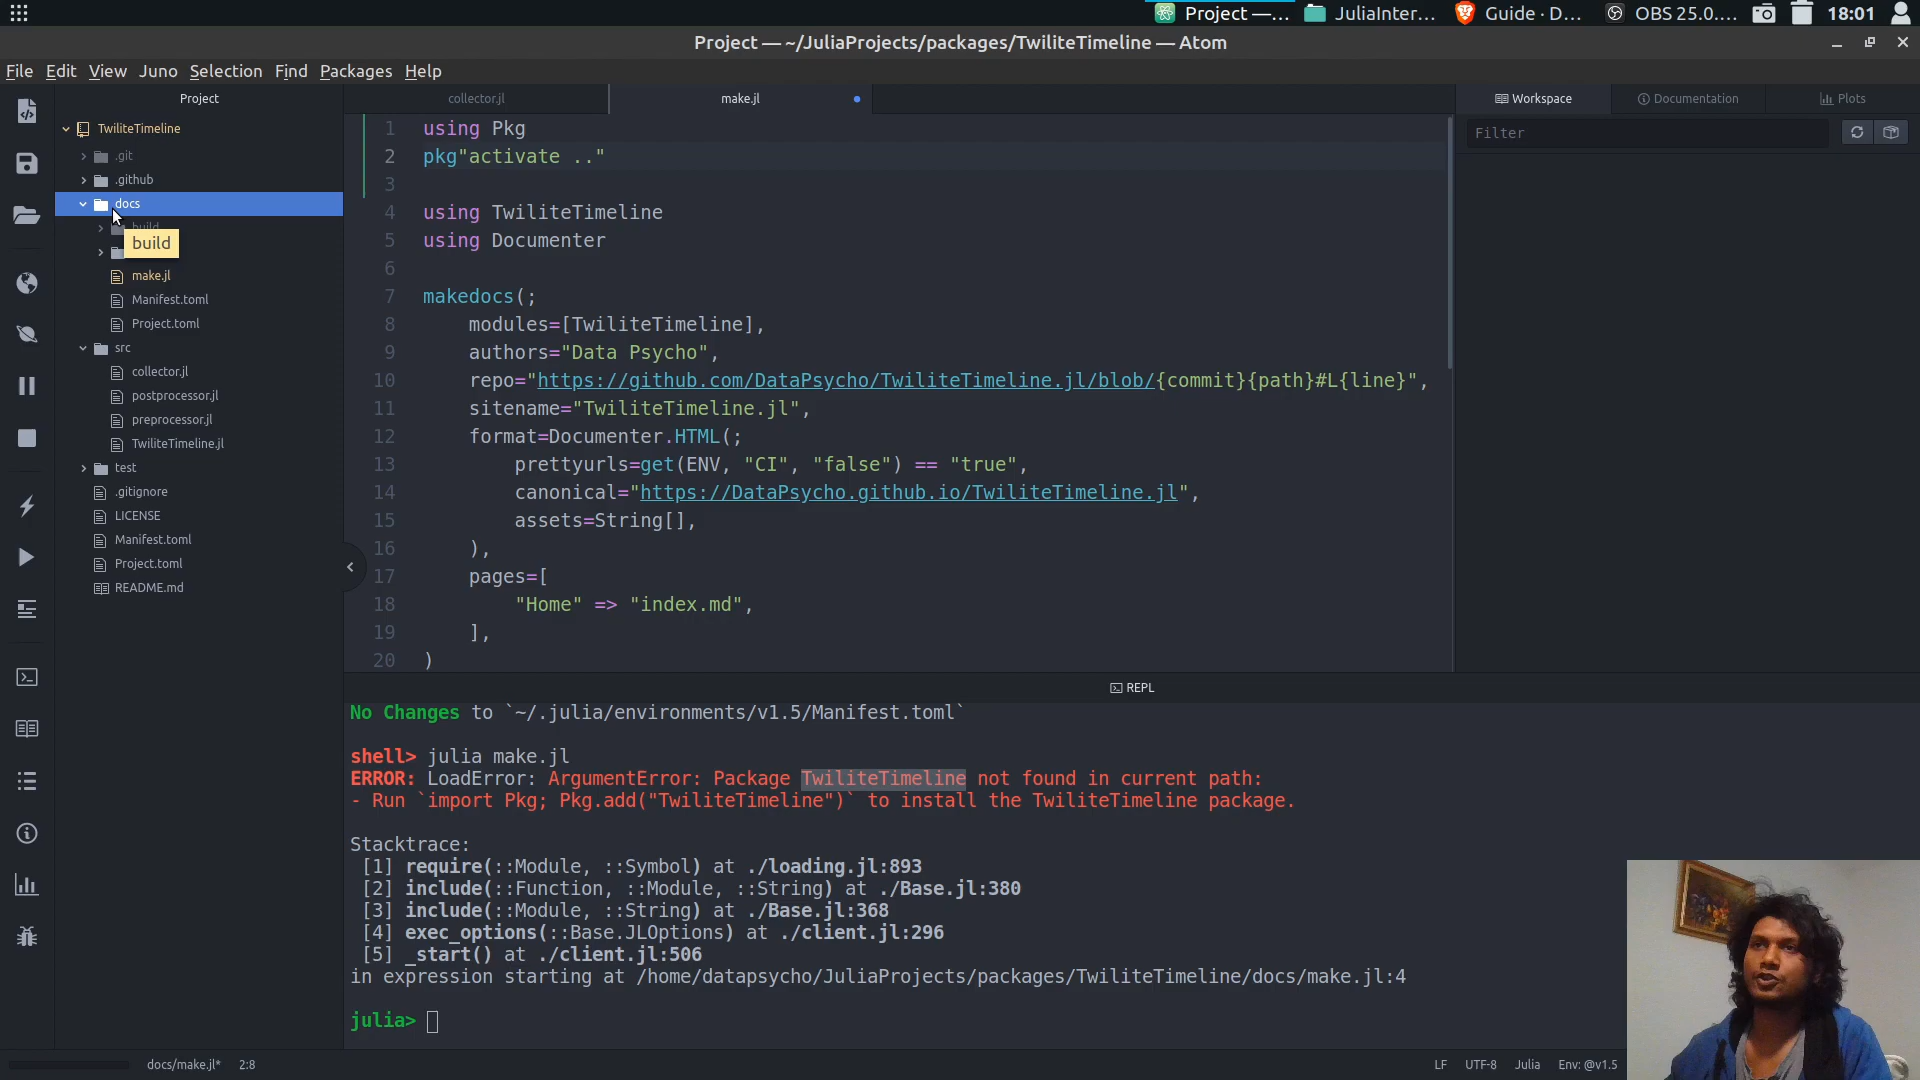 Project —...
JuliaInter...
Guide · D...
OBS 25.0....
18:01
Project — ~/JuliaProjects/packages/TwiliteTimeline — Atom
File Edit View Juno Selection Find Packages Help
Project
TwiliteTimeline
.git
.github
docs
build
build
make.jl
Manifest.toml
Project.toml
src
collector.jl
postprocessor.jl
preprocessor.jl
TwiliteTimeline.jl
test
.gitignore
LICENSE
Manifest.toml
Project.toml
README.md
collector.jl
make.jl
1 using Pkg
2 pkg"activate .."
3
4 using TwiliteTimeline
5 using Documenter
6
7 makedocs(;
8 modules=[TwiliteTimeline],
9 authors="Data Psycho",
10 repo="https://github.com/DataPsycho/TwiliteTimeline.jl/blob/{commit}{path}#L{line}",
11 sitename="TwiliteTimeline.jl",
12 format=Documenter.HTML(;
13 prettyurls=get(ENV, "CI", "false") == "true",
14 canonical="https://DataPsycho.github.io/TwiliteTimeline.jl",
15 assets=String[],
16 ),
17 pages=[
18 "Home" => "index.md",
19 ],
20 )
Workspace
Documentation
Plots
Filter
REPL
No Changes to `~/.julia/environments/v1.5/Manifest.toml`
shell> julia make.jl
ERROR: LoadError: ArgumentError: Package TwiliteTimeline not found in current path:
- Run `import Pkg; Pkg.add("TwiliteTimeline")` to install the TwiliteTimeline package.
Stacktrace:
[1] require(::Module, ::Symbol) at ./loading.jl:893
[2] include(::Function, ::Module, ::String) at ./Base.jl:380
[3] include(::Module, ::String) at ./Base.jl:368
[4] exec_options(::Base.JLOptions) at ./client.jl:296
[5] _start() at ./client.jl:506
in expression starting at /home/datapsycho/JuliaProjects/packages/TwiliteTimeline/docs/make.jl:4
julia>
docs/make.jl* 2:8
LF UTF-8 Julia Env: @v1.5